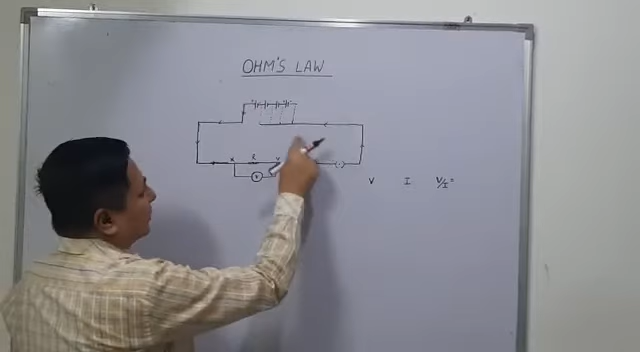 OHM'S LAW
X R Y
V
V I V/I =